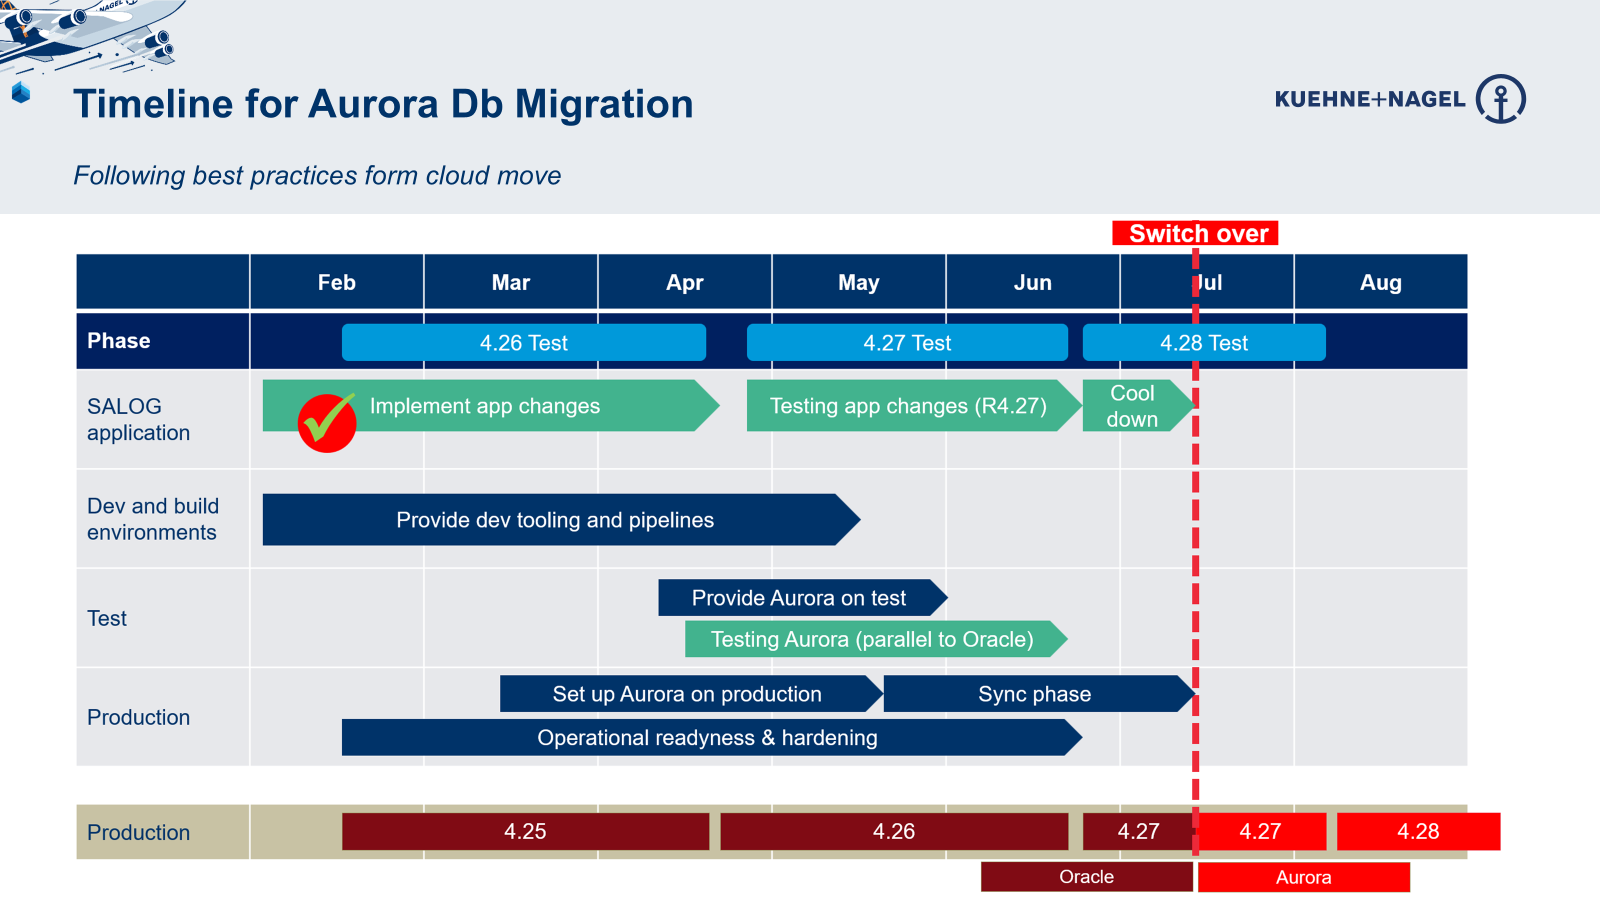 NAGEL
Timeline for Aurora Db Migration
KUEHNE+NAGEL
Following best practices form cloud move
Switch over
Feb Mar Apr May Jun Jul Aug
Phase 4.26 Test 4.27 Test 4.28 Test
SALOG
application
Implement app changes Testing app changes (R4.27) Cool
down
Dev and build
environments
Provide dev tooling and pipelines
Test
Provide Aurora on test
Testing Aurora (parallel to Oracle)
Production
Set up Aurora on production Sync phase
Operational readyness & hardening
Production 4.25 4.26 4.27 4.27 4.28
Oracle Aurora